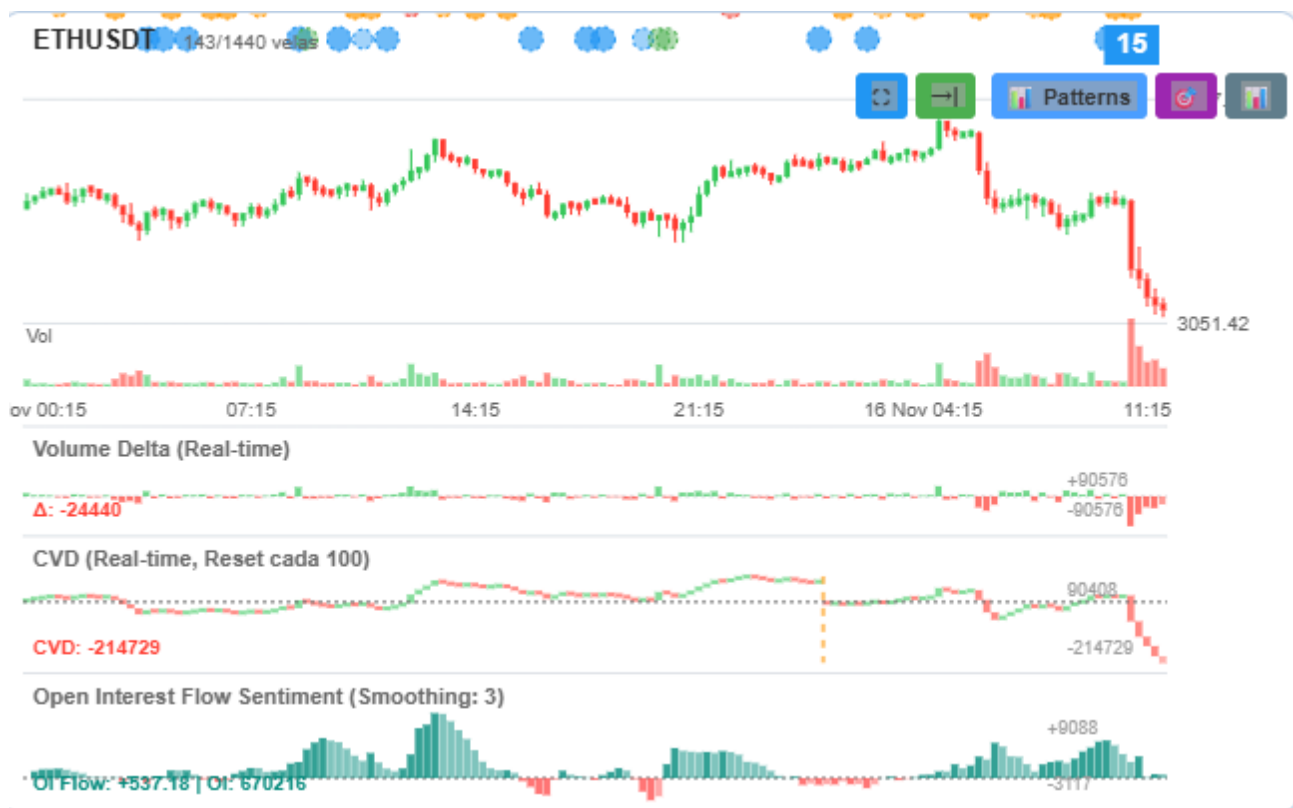 ETHUSDT 143/1440 velas
15
Patterns
3051.42
Vol
ov 00:15 07:15 14:15 21:15 16 Nov 04:15 11:15
Volume Delta (Real-time)
+90576
Δ: -24440
-90576
CVD (Real-time, Reset cada 100)
90408
CVD: -214729
-214729
Open Interest Flow Sentiment (Smoothing: 3)
+9088
OI Flow: +537.18 | OI: 670216
-3117